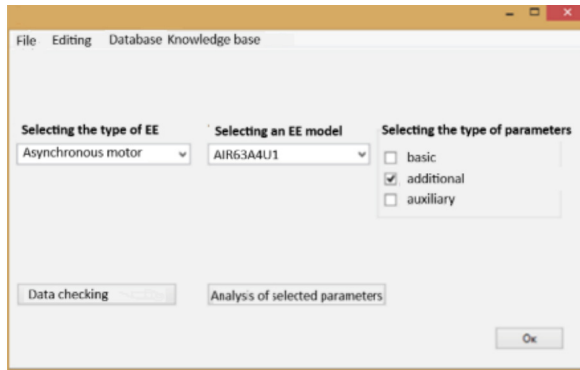 File Editing Database Knowledge base
Selecting the type of EE
Asynchronous motor
Selecting an EE model
AIR63A4U1
Selecting the type of parameters
basic
additional
auxiliary
Data checking
Analysis of selected parameters
Ок